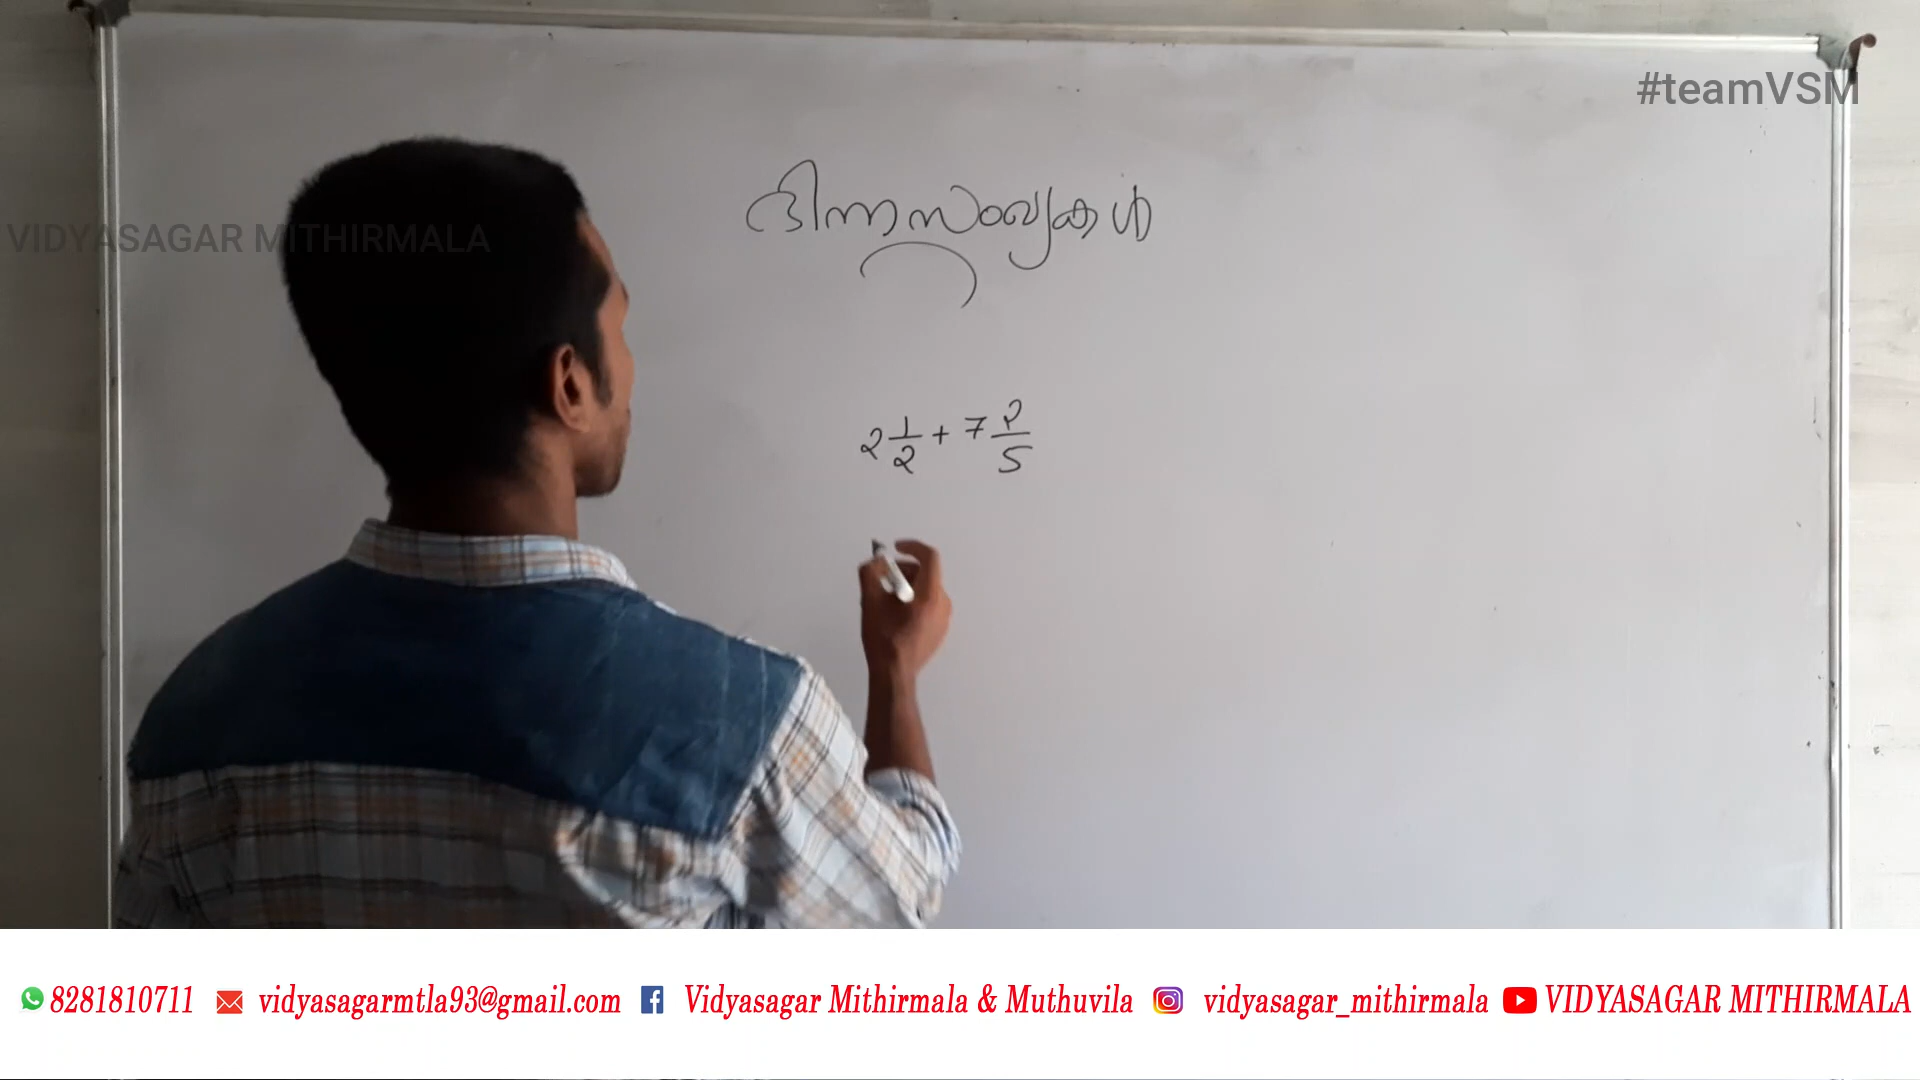 #teamVSM
ഭിന്നസംഖ്യകൾ
VIDYASAGAR MITHIRMALA
2 1/2 + 7 2/5
8281810711 vidyasagarmtla93@gmail.com Vidyasagar Mithirmala & Muthuvila vidyasagar_mithirmala VIDYASAGAR MITHIRMALA